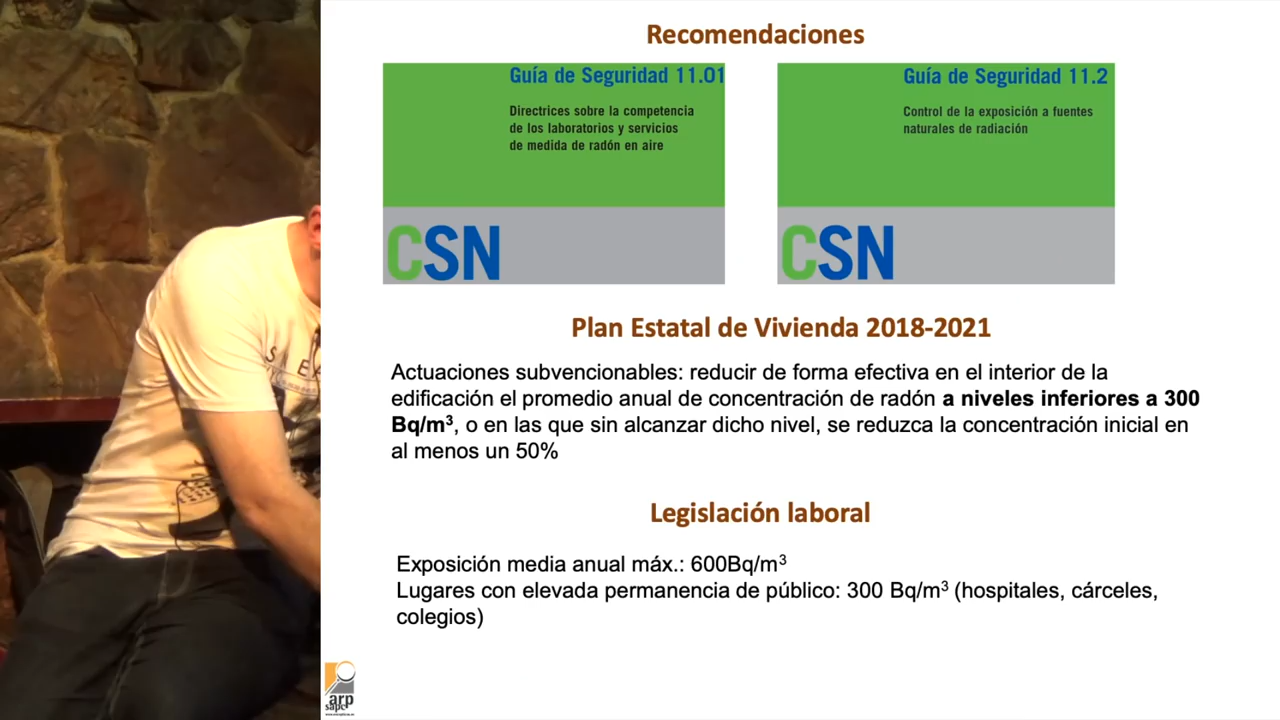 Recomendaciones
Guía de Seguridad 11.01
Directrices sobre la competencia
de los laboratorios y servicios
de medida de radón en aire
CSN
Guía de Seguridad 11.2
Control de la exposición a fuentes
naturales de radiación
CSN
Plan Estatal de Vivienda 2018-2021
Actuaciones subvencionables: reducir de forma efectiva en el interior de la
edificación el promedio anual de concentración de radón a niveles inferiores a 300
Bq/m³, o en las que sin alcanzar dicho nivel, se reduzca la concentración inicial en
al menos un 50%
Legislación laboral
Exposición media anual máx.: 600Bq/m³
Lugares con elevada permanencia de público: 300 Bq/m³ (hospitales, cárceles,
colegios)
arp
sapc